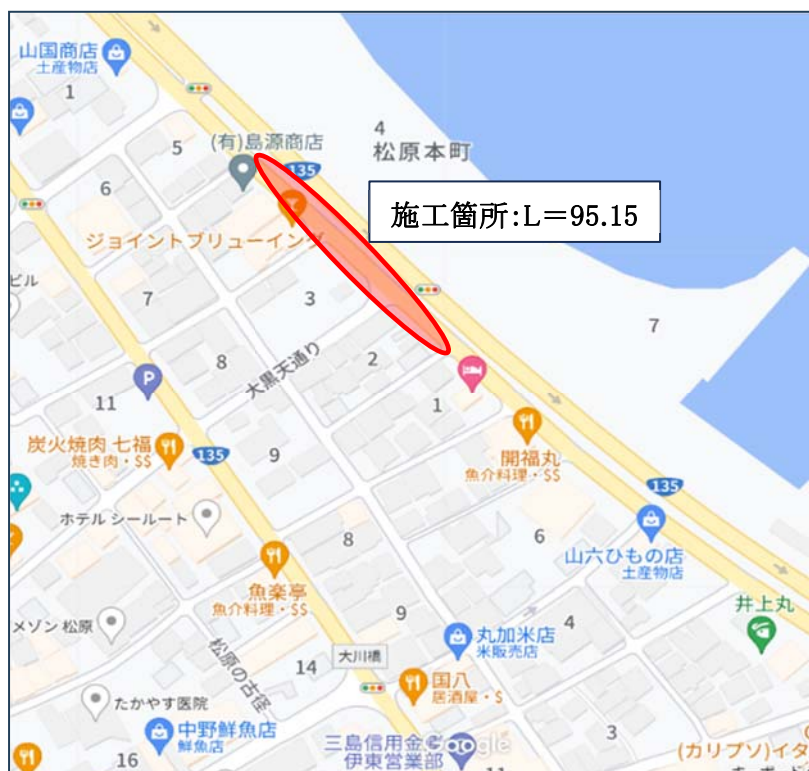 山国商店
土産物店
1
4
松原本町
5
(有)島源商店
135
6
施工箇所:L=95.15
ジョイントブリューイング
ビル
7
3
7
大黒天通り
8
2
P
11
1
炭火焼肉 七福
焼き肉・$$
135
9
開福丸
魚介料理・$$
135
ホテル シールート
8
6
山六ひもの店
土産物店
魚楽亭
魚介料理・$$
9
井上丸
メゾン 松原
松原の古径
大川橋
丸加米店
米販売店
4
14
国八
居酒屋・$
たかやす医院
中野鮮魚店
鮮魚店
三島信用金
伊東営業部
Google
3
16
11
(カリプソ)イタ